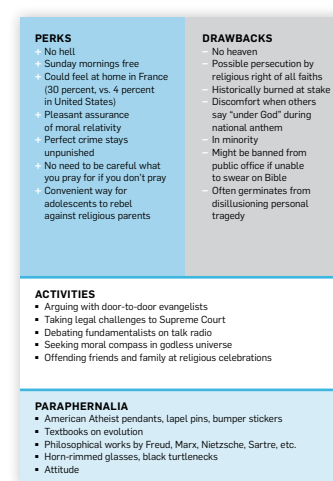 PERKS
+ No hell
+ Sunday mornings free
+ Could feel at home in France
(30 percent, vs. 4 percent
in United States)
+ Pleasant assurance
of moral relativity
+ Perfect crime stays
unpunished
+ No need to be careful what
you pray for if you don't pray
+ Convenient way for
adolescents to rebel
against religious parents
DRAWBACKS
– No heaven
– Possible persecution by
religious right of all faiths
– Historically burned at stake
– Discomfort when others
say “under God” during
national anthem
– In minority
– Might be banned from
public office if unable
to swear on Bible
– Often germinates from
disillusioning personal
tragedy
ACTIVITIES
▪ Arguing with door-to-door evangelists
▪ Taking legal challenges to Supreme Court
▪ Debating fundamentalists on talk radio
▪ Seeking moral compass in godless universe
▪ Offending friends and family at religious celebrations
PARAPHERNALIA
▪ American Atheist pendants, lapel pins, bumper stickers
▪ Textbooks on evolution
▪ Philosophical works by Freud, Marx, Nietzsche, Sartre, etc.
▪ Horn-rimmed glasses, black turtlenecks
▪ Attitude